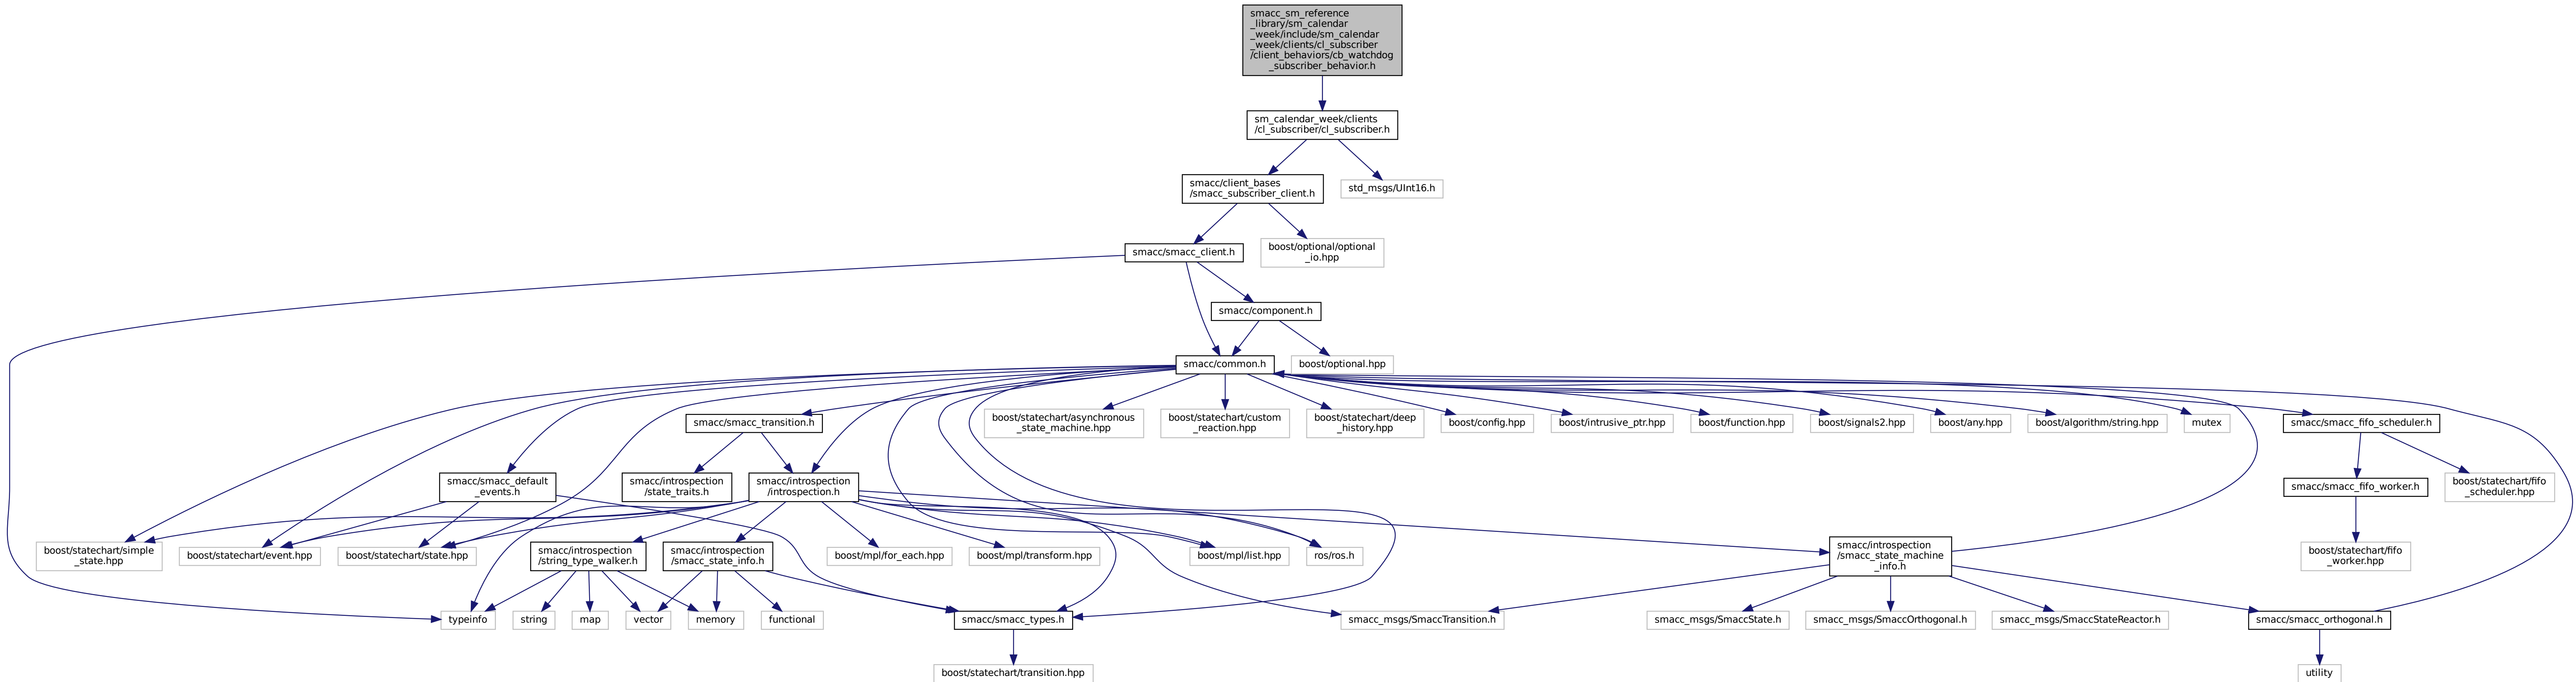 smacc_sm_reference
_library/sm_calendar
_week/include/sm_calendar
_week/clients/cl_subscriber
/client_behaviors/cb_watchdog
_subscriber_behavior.h
sm_calendar_week/clients
/cl_subscriber/cl_subscriber.h
smacc/client_bases
/smacc_subscriber_client.h
std_msgs/UInt16.h
smacc/smacc_client.h
boost/optional/optional
_io.hpp
smacc/component.h
smacc/common.h
boost/optional.hpp
smacc/smacc_transition.h
boost/statechart/asynchronous
_state_machine.hpp
boost/statechart/custom
_reaction.hpp
boost/statechart/deep
_history.hpp
boost/config.hpp
boost/intrusive_ptr.hpp
boost/function.hpp
boost/signals2.hpp
boost/any.hpp
boost/algorithm/string.hpp
mutex
smacc/smacc_fifo_scheduler.h
smacc/smacc_default
_events.h
smacc/introspection
/state_traits.h
smacc/introspection
/introspection.h
smacc/smacc_fifo_worker.h
boost/statechart/fifo
_scheduler.hpp
boost/statechart/simple
_state.hpp
boost/statechart/event.hpp
boost/statechart/state.hpp
smacc/introspection
/string_type_walker.h
smacc/introspection
/smacc_state_info.h
boost/mpl/for_each.hpp
boost/mpl/transform.hpp
boost/mpl/list.hpp
ros/ros.h
smacc/introspection
/smacc_state_machine
_info.h
boost/statechart/fifo
_worker.hpp
typeinfo
string
map
vector
memory
functional
smacc/smacc_types.h
smacc_msgs/SmaccTransition.h
smacc_msgs/SmaccState.h
smacc_msgs/SmaccOrthogonal.h
smacc_msgs/SmaccStateReactor.h
smacc/smacc_orthogonal.h
boost/statechart/transition.hpp
utility